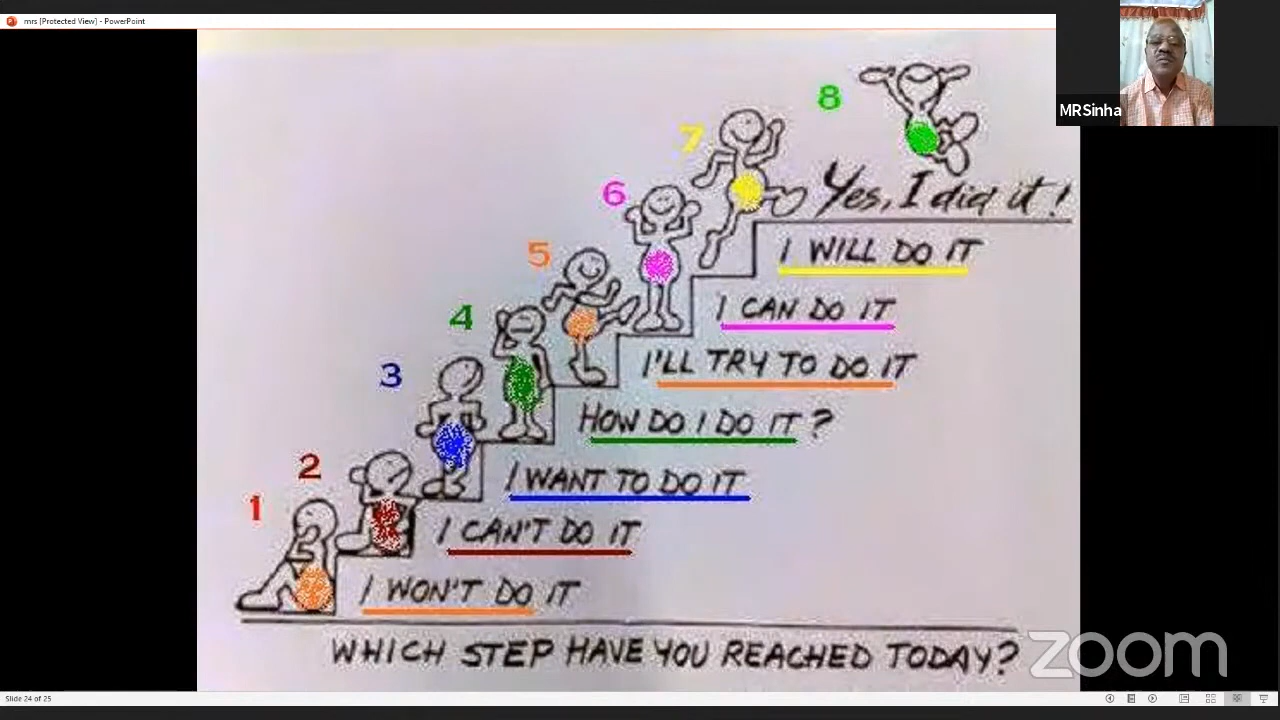 mrs [Protected View] - PowerPoint
MRSinha
8
7
Yes, I did it!
6
I WILL DO IT
5
I CAN DO IT
4
I'LL TRY TO DO IT
3
HOW DO I DO IT?
2
I WANT TO DO IT
1
I CAN'T DO IT
I WON'T DO IT
WHICH STEP HAVE YOU REACHED TODAY?
zoom
Slide 24 of 25